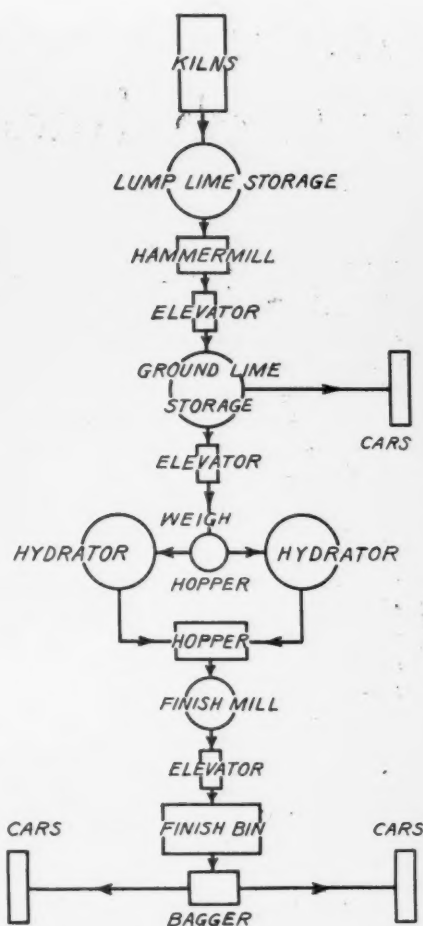 KILNS
LUMP LIME STORAGE
HAMMERMILL
ELEVATOR
GROUND LIME
STORAGE
CARS
ELEVATOR
WEIGH
HYDRATOR
HYDRATOR
HOPPER
HOPPER
FINISH MILL
ELEVATOR
CARS
FINISH BIN
CARS
BAGGER